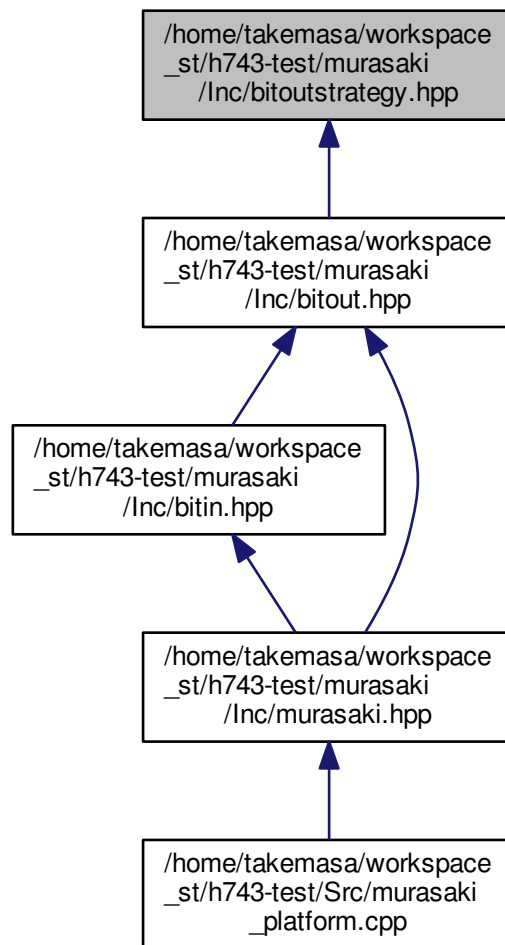 /home/takemasa/workspace
_st/h743-test/murasaki
/Inc/bitoutstrategy.hpp
/home/takemasa/workspace
_st/h743-test/murasaki
/Inc/bitout.hpp
/home/takemasa/workspace
_st/h743-test/murasaki
/Inc/bitin.hpp
/home/takemasa/workspace
_st/h743-test/murasaki
/Inc/murasaki.hpp
/home/takemasa/workspace
_st/h743-test/Src/murasaki
_platform.cpp